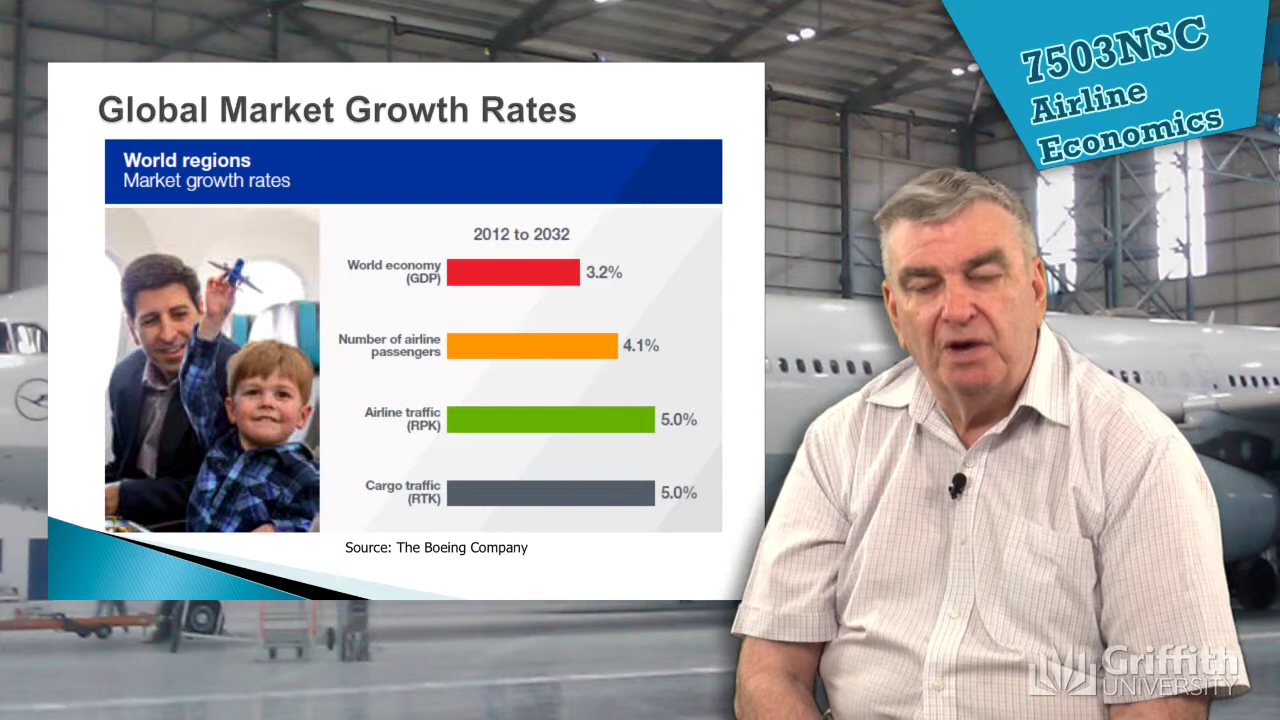 7503NSC
Airline
Economics
Global Market Growth Rates
World regions
Market growth rates
2012 to 2032
World economy
(GDP)
3.2%
Number of airline
passengers
4.1%
Airline traffic
(RPK)
5.0%
Cargo traffic
(RTK)
5.0%
Source: The Boeing Company
Griffith
UNIVERSITY